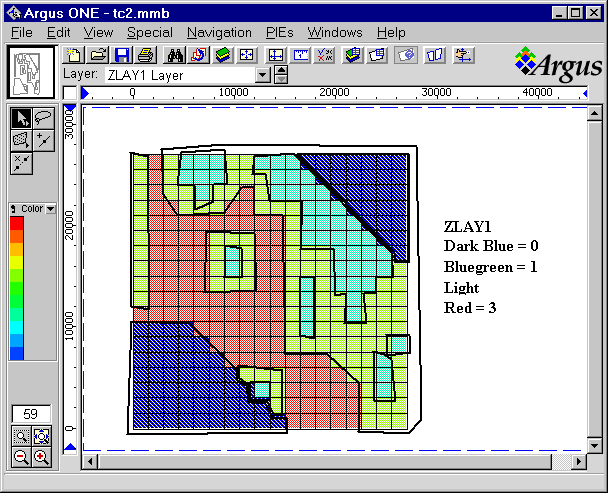 Argus ONE - tc2.mmb
File Edit View Special Navigation PIEs Windows Help
Layer: ZLAY1 Layer
Argus
0 10000 20000 30000 40000
30000
20000
10000
0
Color
59
ZLAY1
Dark Blue = 0
Bluegreen = 1
Light
Red = 3